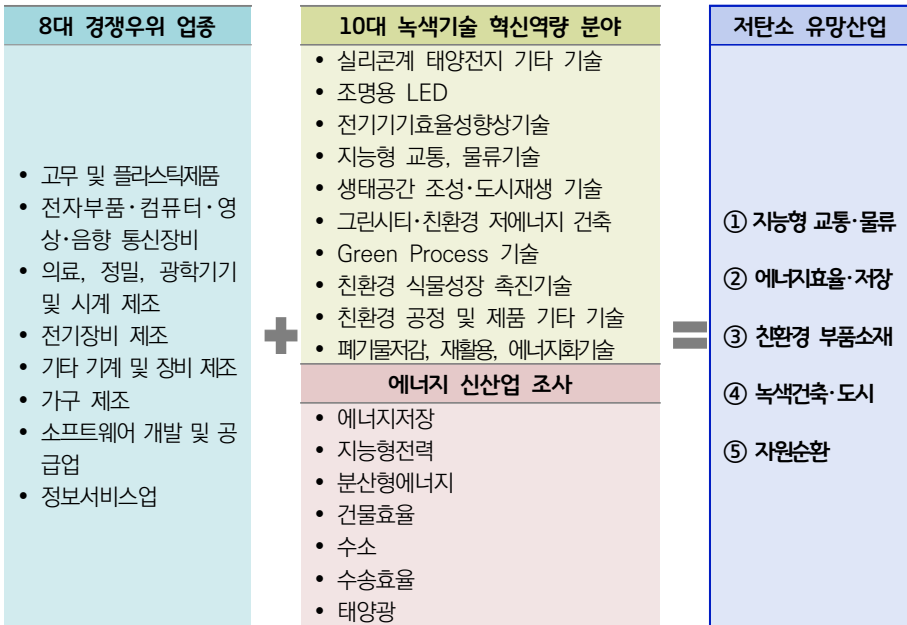 8대 경쟁우위 업종
• 고무 및 플라스틱제품
• 전자부품·컴퓨터·영
상·음향 통신장비
• 의료, 정밀, 광학기기
및 시계 제조
• 전기장비 제조
• 기타 기계 및 장비 제조
• 가구 제조
• 소프트웨어 개발 및 공
급업
• 정보서비스업
10대 녹색기술 혁신역량 분야
• 실리콘계 태양전지 기타 기술
• 조명용 LED
• 전기기기효율성향상기술
• 지능형 교통, 물류기술
• 생태공간 조성·도시재생 기술
• 그린시티·친환경 저에너지 건축
• Green Process 기술
• 친환경 식물성장 촉진기술
• 친환경 공정 및 제품 기타 기술
• 폐기물저감, 재활용, 에너지화기술
에너지 신산업 조사
• 에너지저장
• 지능형전력
• 분산형에너지
• 건물효율
• 수소
• 수송효율
• 태양광
저탄소 유망산업
① 지능형 교통·물류
② 에너지효율·저장
③ 친환경 부품소재
④ 녹색건축·도시
⑤ 자원순환